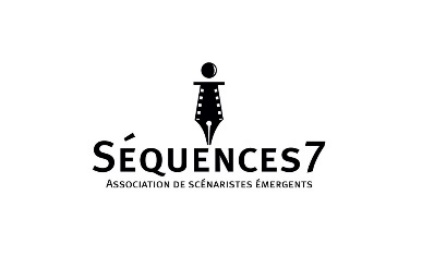 SÉQUENCES7
ASSOCIATION DE SCÉNARISTES ÉMERGENTS